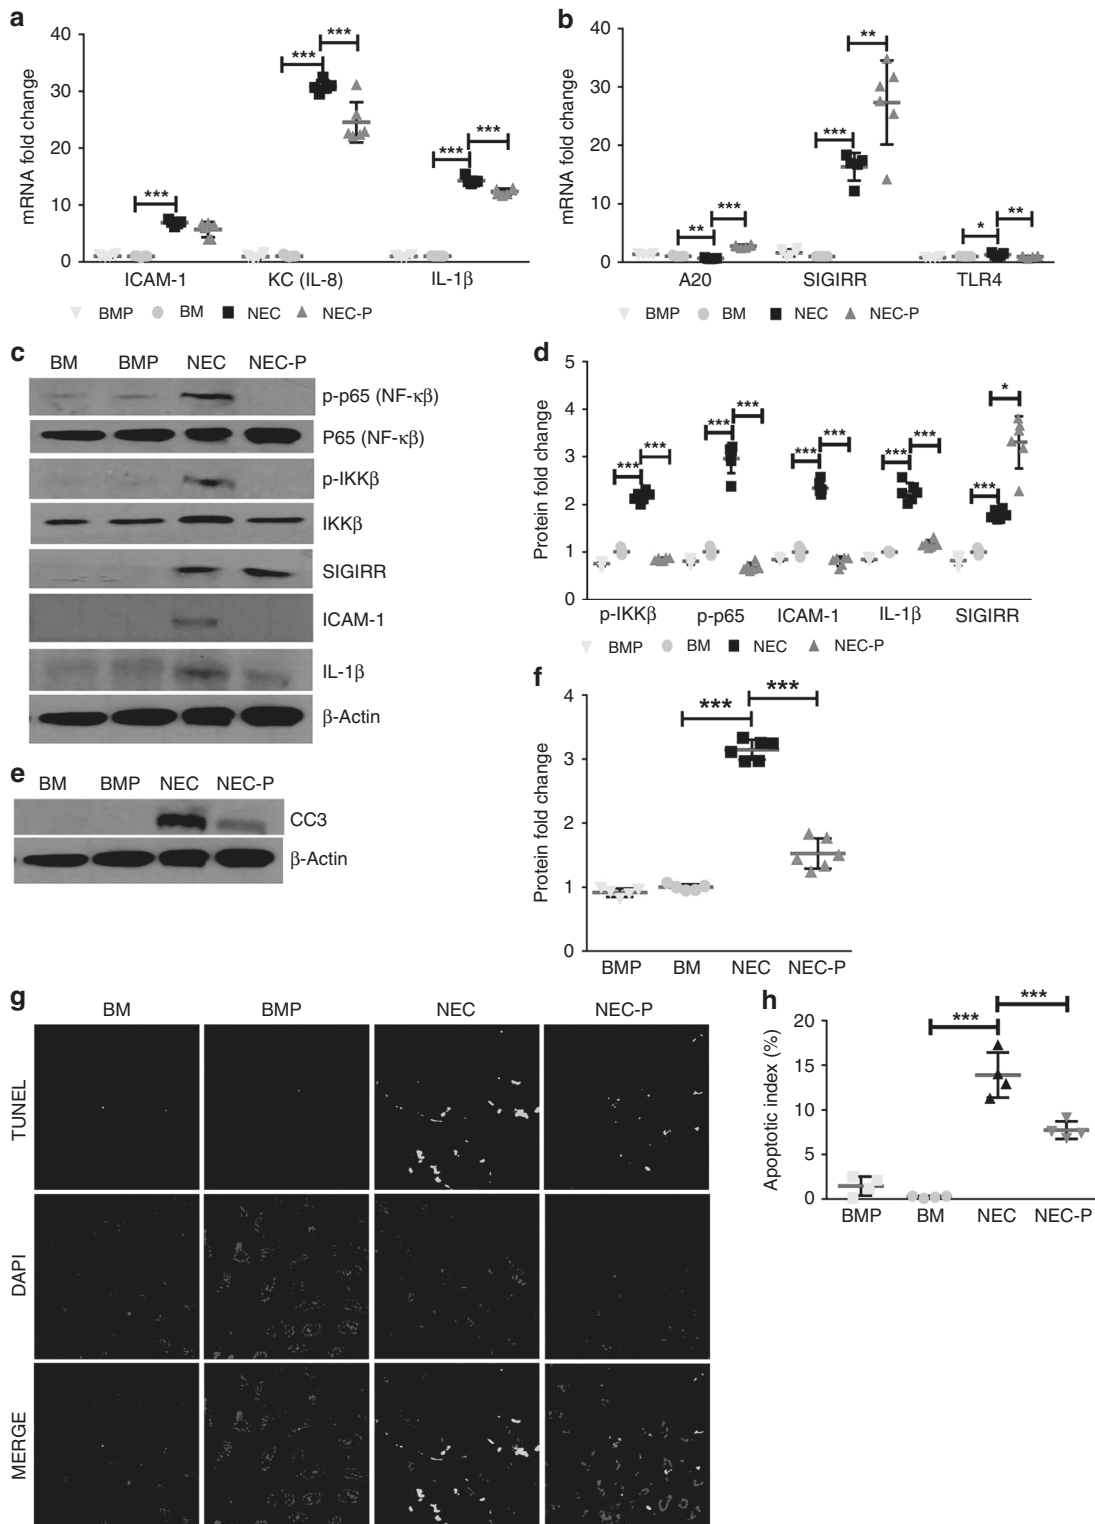 a
mRNA fold change
40
30
20
10
0
***
***
***
***
***
ICAM-1 KC (IL-8) IL-1β
BMP BM NEC NEC-P
b
mRNA fold change
40
30
20
10
0
**
***
***
**
**
*
A20 SIGIRR TLR4
BMP BM NEC NEC-P
c
BM BMP NEC NEC-P
p-p65 (NF-κβ)
P65 (NF-κβ)
p-IKKβ
IKKβ
SIGIRR
ICAM-1
IL-1β
β-Actin
d
Protein fold change
5
4
3
2
1
0
*** *** *** *** *** *** *** *** *** *
p-IKKβ p-p65 ICAM-1 IL-1β SIGIRR
BMP BM NEC NEC-P
e
BM BMP NEC NEC-P
CC3
β-Actin
f
Protein fold change
4
3
2
1
0
*** ***
BMP BM NEC NEC-P
g
BM BMP NEC NEC-P
TUNEL
DAPI
MERGE
h
Apoptotic index (%)
20
15
10
5
0
*** ***
BMP BM NEC NEC-P